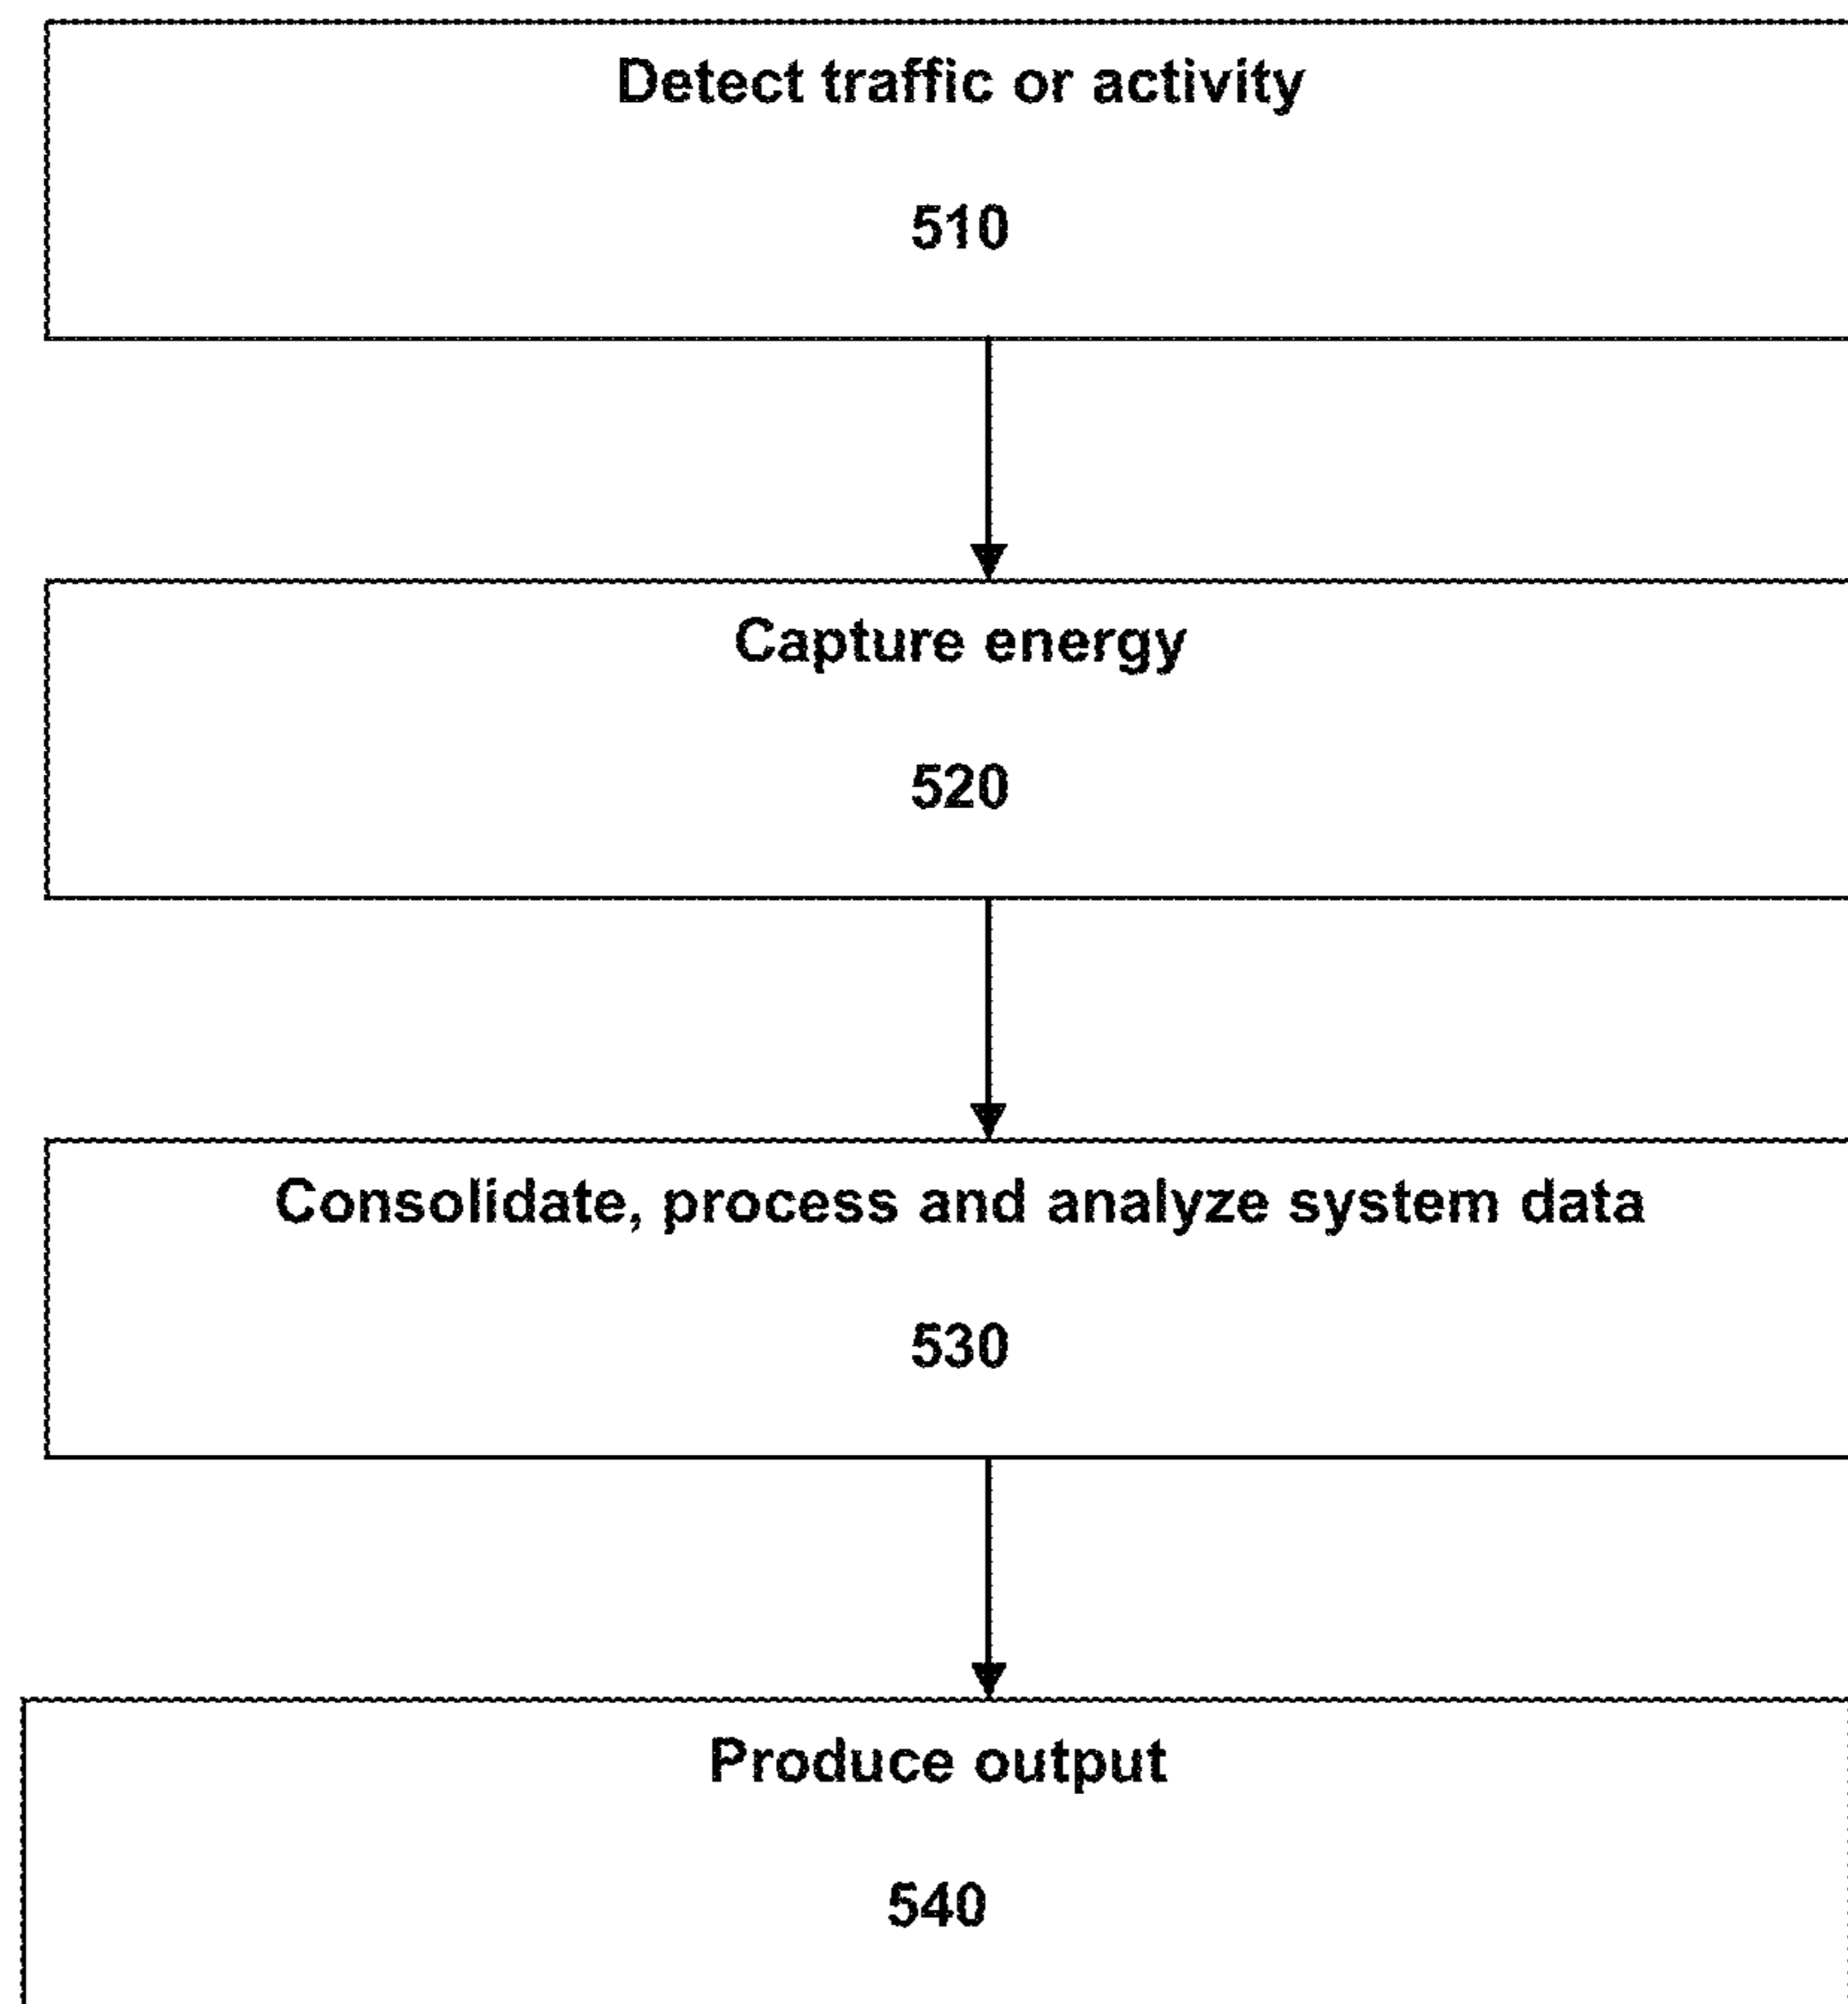 Detect traffic or activity
510
Capture energy
520
Consolidate, process and analyze system data
530
Produce output
540